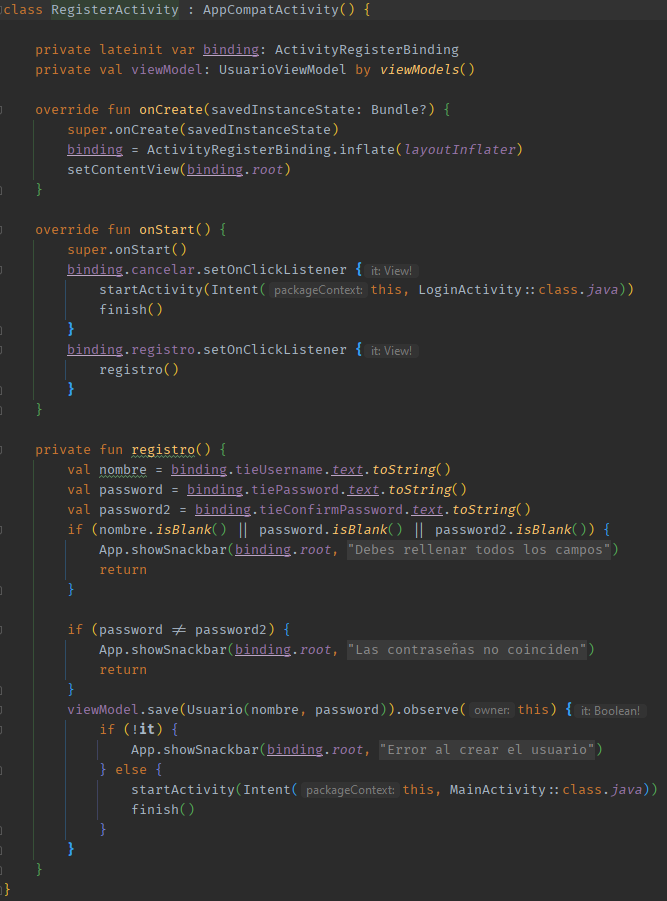 class RegisterActivity : AppCompatActivity() {
private lateinit var binding: ActivityRegisterBinding
private val viewModel: UsuarioViewModel by viewModels()
override fun onCreate(savedInstanceState: Bundle?) {
super.onCreate(savedInstanceState)
binding = ActivityRegisterBinding.inflate(layoutInflater)
setContentView(binding.root)
}
override fun onStart() {
super.onStart()
binding.cancelar.setOnClickListener { it: View!
startActivity(Intent( packageContext: this, LoginActivity::class.java))
finish()
}
binding.registro.setOnClickListener { it: View!
registro()
}
}
private fun registro() {
val nombre = binding.tieUsername.text.toString()
val password = binding.tiePassword.text.toString()
val password2 = binding.tieConfirmPassword.text.toString()
if (nombre.isBlank() || password.isBlank() || password2.isBlank()) {
App.showSnackbar(binding.root, "Debes rellenar todos los campos")
return
}
if (password ≠ password2) {
App.showSnackbar(binding.root, "Las contraseñas no coinciden")
return
}
viewModel.save(Usuario(nombre, password)).observe( owner: this) { it: Boolean!
if (!it) {
App.showSnackbar(binding.root, "Error al crear el usuario")
} else {
startActivity(Intent( packageContext: this, MainActivity::class.java))
finish()
}
}
}
}